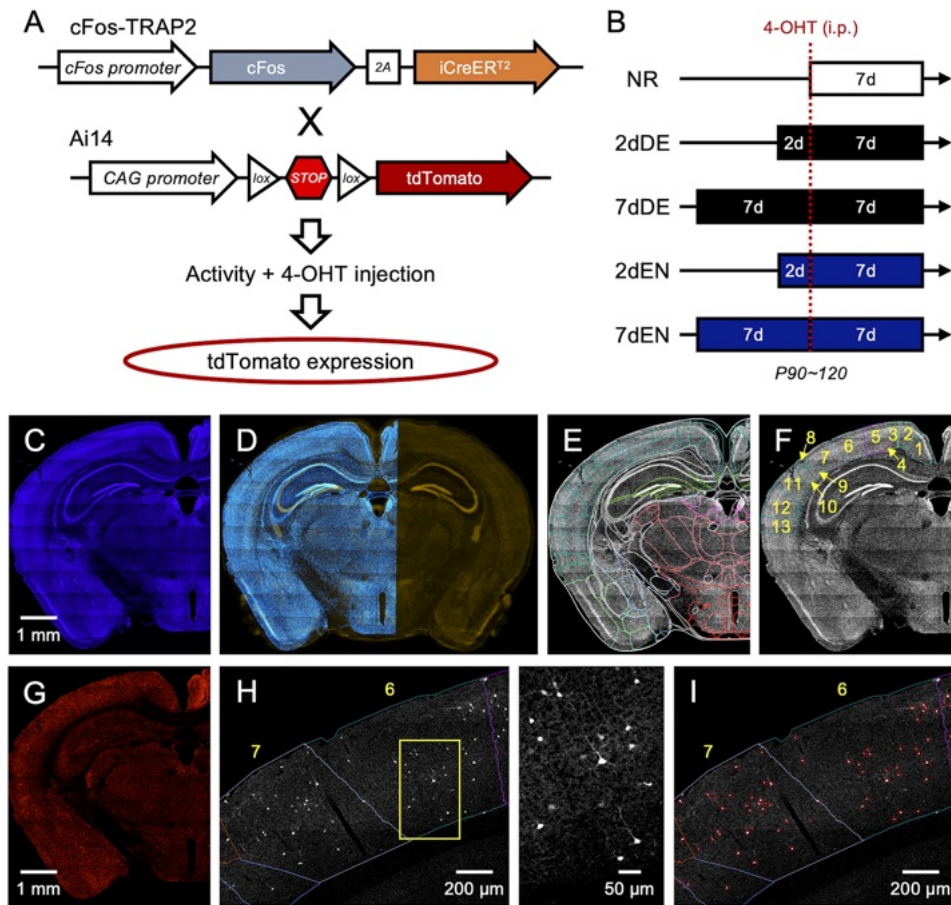 A
cFos-TRAP2
cFos promoter
cFos
2A
iCreERT2
X
Ai14
CAG promoter
lox
STOP
lox
tdTomato
Activity + 4-OHT injection
tdTomato expression
B
4-OHT (i.p.)
NR
7d
2dDE
2d
7d
7dDE
7d
7d
2dEN
2d
7d
7dEN
7d
7d
P90~120
C
1 mm
D
E
F
8
7
6
5
3
2
1
4
11
9
10
12
13
G
1 mm
H
6
7
200 µm
50 µm
I
6
7
200 µm